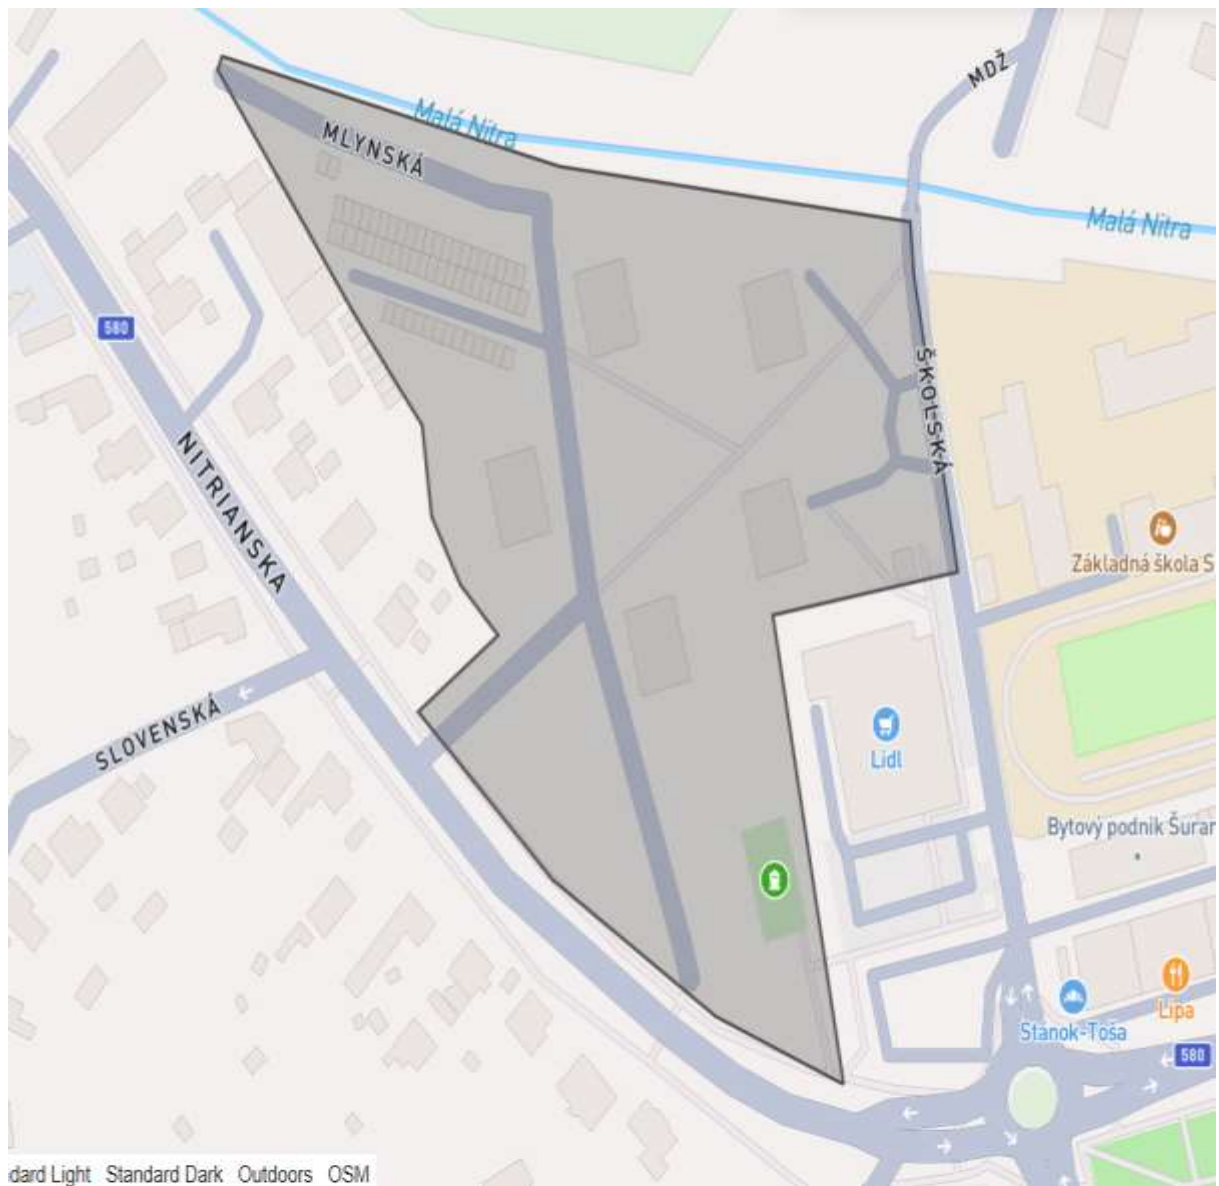 MDŽ
Malá Nitra
MLYNSKÁ
Malá Nitra
580
ŠKOLSKÁ
NITRIANSKA
Základná škola S
SLOVENSKÁ
Lidl
Bytový podnik Šurar
Lipa
Stánok-Toša
580
dard Light Standard Dark Outdoors OSM